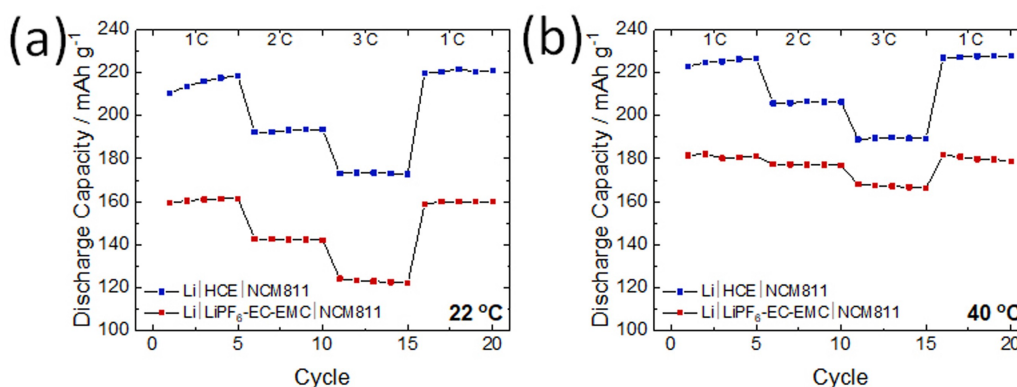 (a)
1C 2C 3C 1C
240
220
200
180
160
140
120
100
Discharge Capacity / mAh g⁻¹
Li|HCE|NCM811
Li|LiPF₆-EC-EMC|NCM811
22 °C
0 5 10 15 20
Cycle
(b)
1C 2C 3C 1C
240
220
200
180
160
140
120
100
Discharge Capacity / mAh g⁻¹
Li|HCE|NCM811
Li|LiPF₆-EC-EMC|NCM811
40 °C
0 5 10 15 20
Cycle